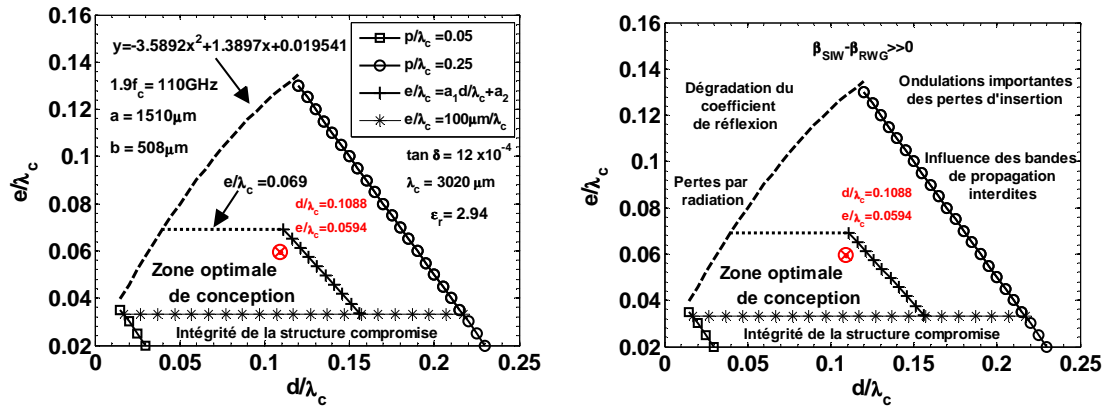 0.16
0.14
0.12
0.1
0.08
0.06
0.04
0.02
e/λc
y=-3.5892x²+1.3897x+0.019541
1.9fc = 110GHz
a = 1510μm
b = 508μm
p/λc =0.05
p/λc =0.25
e/λc=a1d/λc+a2
e/λc=100μm/λc
tan δ = 12 x10⁻⁴
λc = 3020 μm
εr = 2.94
e/λc=0.069
d/λc=0.1088
e/λc=0.0594
Zone optimale
de conception
Intégrité de la structure compromise
0
0.05
0.10
0.15
0.20
0.25
d/λc
0.16
0.14
0.12
0.1
0.08
0.06
0.04
0.02
e/λc
βSIW-βRWG>>0
Dégradation du
coefficient
de réflexion
Ondulations importantes
des pertes d'insertion
Pertes par
radiation
Influence des bandes
de propagation
interdites
d/λc=0.1088
e/λc=0.0594
Zone optimale
de conception
Intégrité de la structure compromise
0
0.05
0.10
0.15
0.20
0.25
d/λc